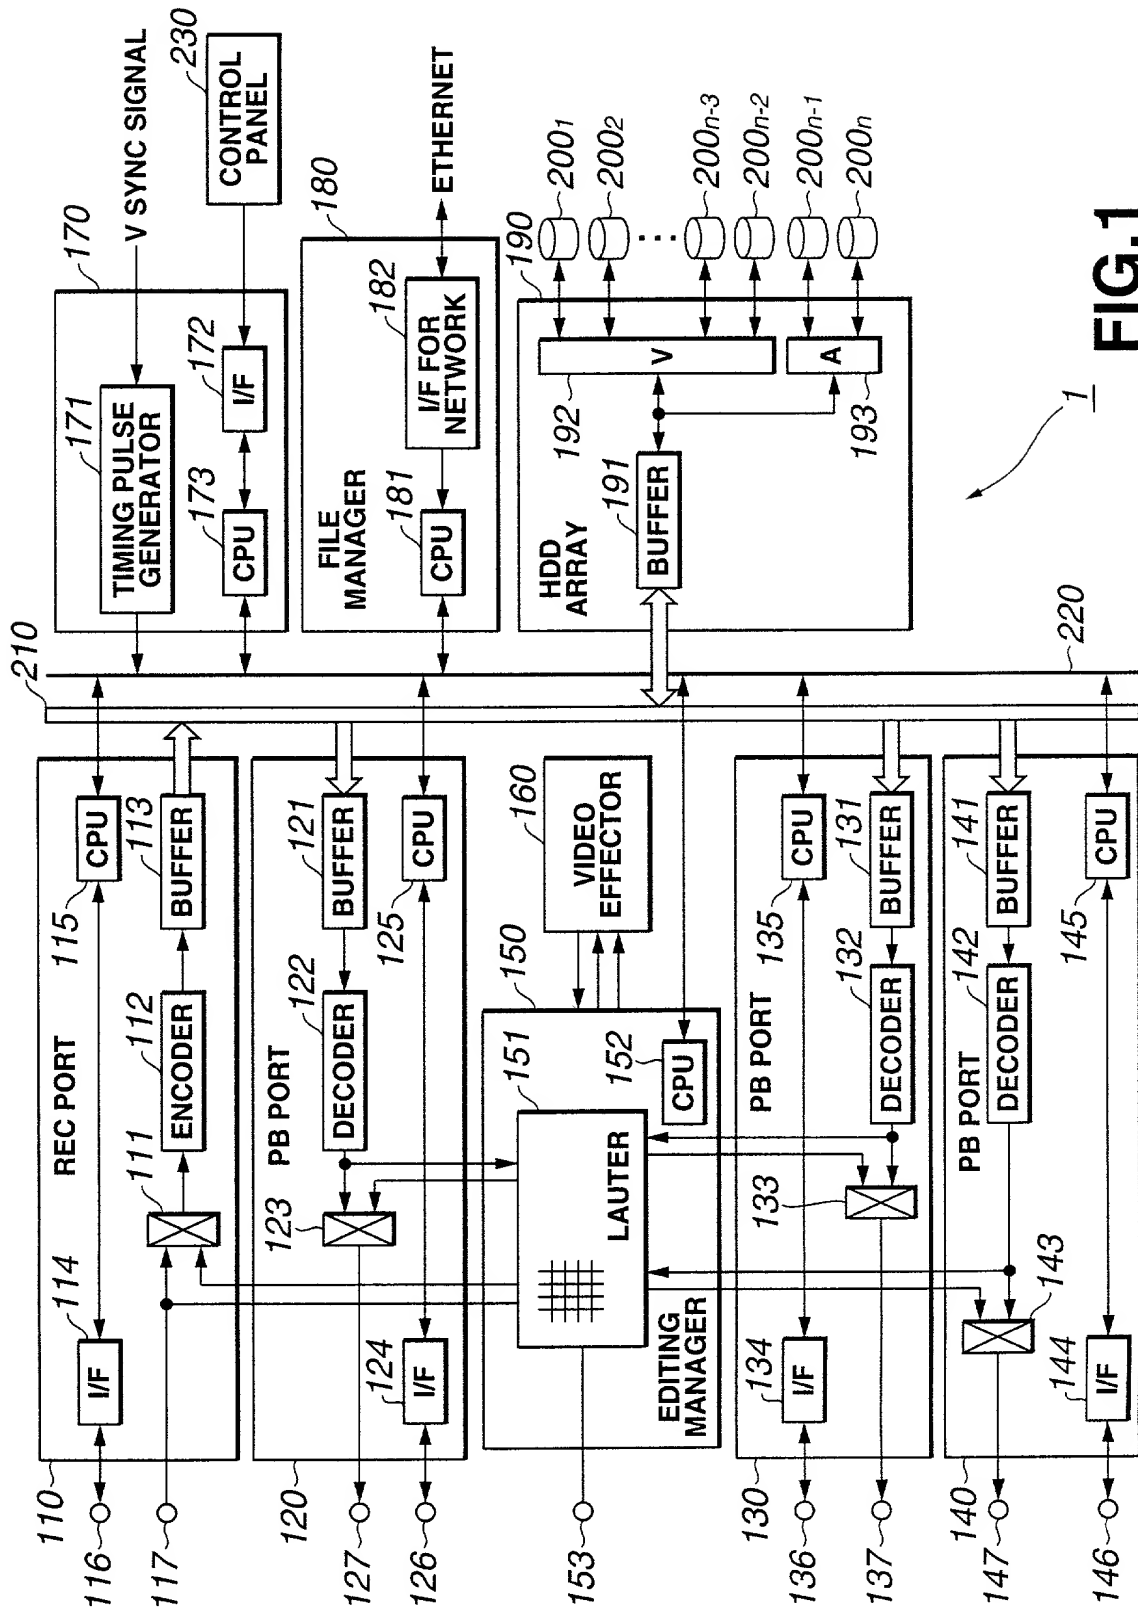 110
REC PORT
116
I/F
114
CPU
115
117
111
ENCODER
112
BUFFER
113
210
120
PB PORT
127
123
DECODER
122
BUFFER
121
126
I/F
124
CPU
125
153
EDITING
MANAGER
150
LAUTER
151
CPU
152
VIDEO
EFFECTOR
160
130
PB PORT
136
I/F
134
CPU
135
137
133
DECODER
132
BUFFER
131
140
PB PORT
147
143
DECODER
142
BUFFER
141
146
I/F
144
CPU
145
220
170
TIMING PULSE
GENERATOR
171
V SYNC SIGNAL
CPU
173
I/F
172
CONTROL
PANEL
230
FILE
MANAGER
180
CPU
181
I/F FOR
NETWORK
182
ETHERNET
HDD
ARRAY
190
BUFFER
191
V
192
A
193
200₁
200₂
...
200n-3
200n-2
200n-1
200n
1
FIG.1